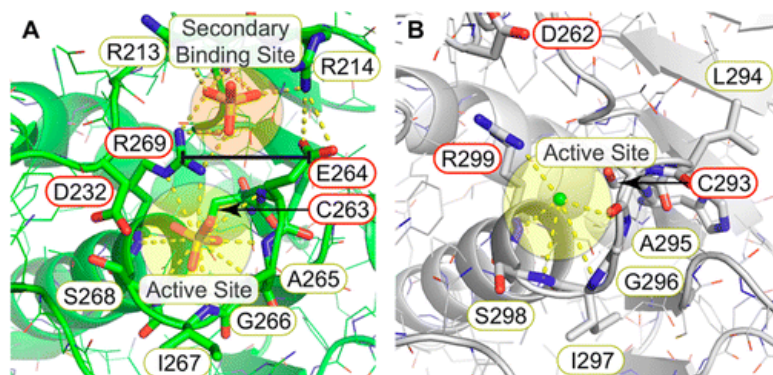 A
R213
Secondary
Binding Site
R214
R269
D232
E264
C263
Active Site
S268
A265
G266
I267
B
D262
L294
R299
Active Site
C293
A295
G296
S298
I297